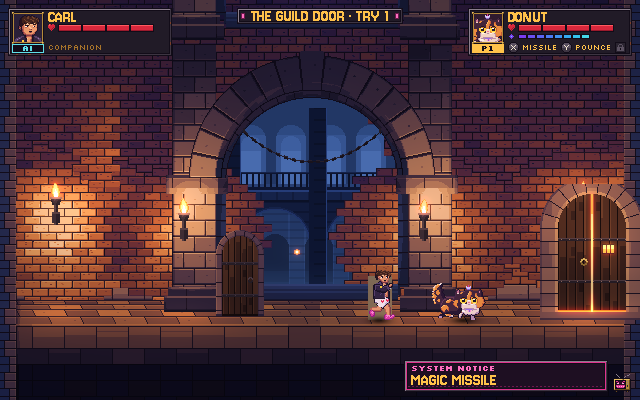 CARL
AI
COMPANION
THE GUILD DOOR · TRY 1
DONUT
P1
X MISSILE Y POUNCE
SYSTEM NOTICE
MAGIC MISSILE